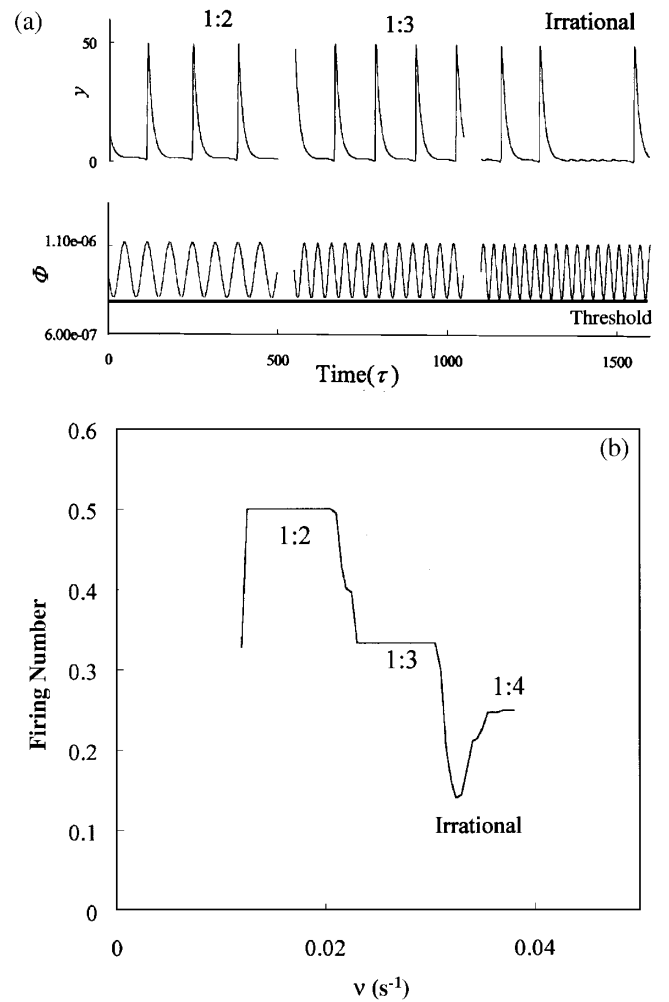 (a)
1:2
1:3
Irrational
50
y
0
1.10e-06
Φ
Threshold
6.00e-07
0
500
1000
1500
Time(τ)
(b)
0.6
0.5
1:2
0.4
Firing Number
1:3
0.3
1:4
0.2
Irrational
0.1
0
0
0.02
0.04
ν (s-1)